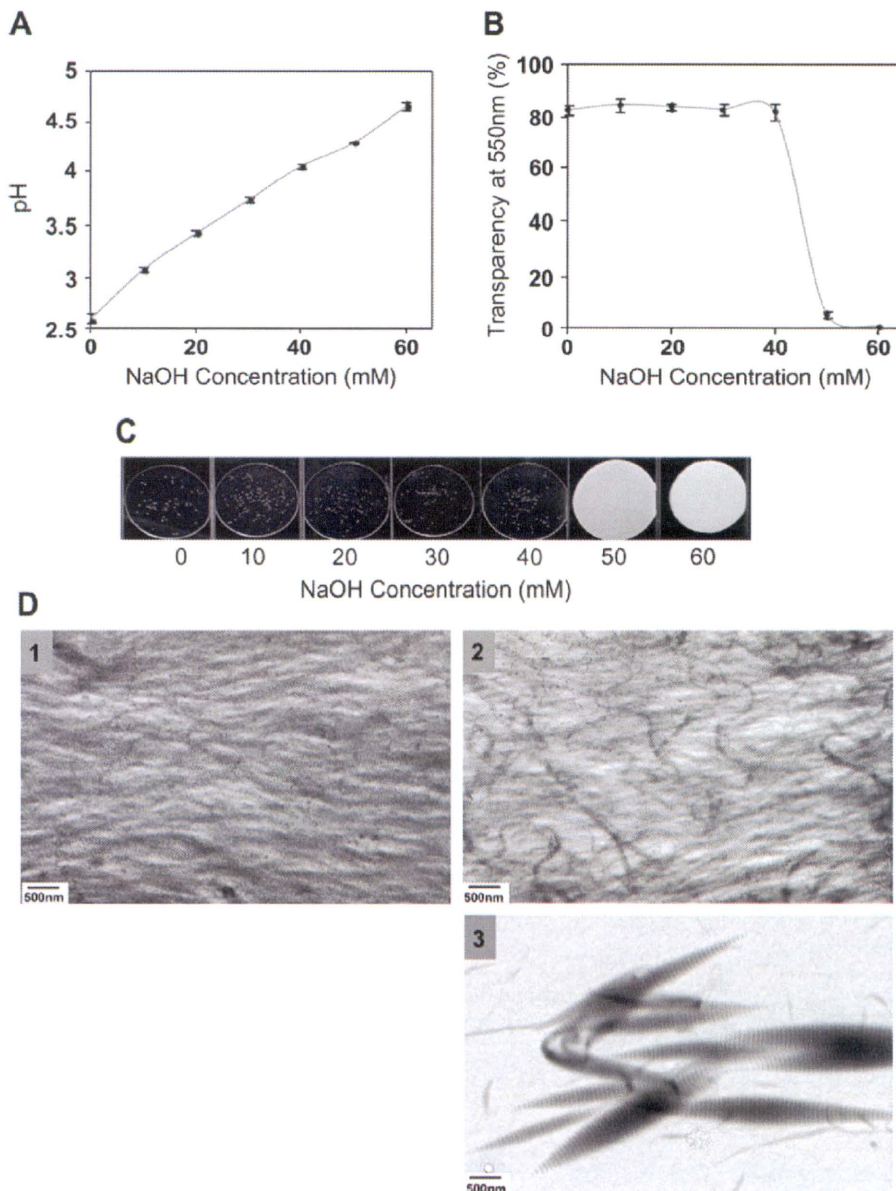 A
5
4.5
4
3.5
3
2.5
pH
0 20 40 60
NaOH Concentration (mM)
B
100
80
60
40
20
0
Transparency at 550nm (%)
0 20 40 60
NaOH Concentration (mM)
C
0 10 20 30 40 50 60
NaOH Concentration (mM)
D
1
500nm
2
500nm
3
500nm